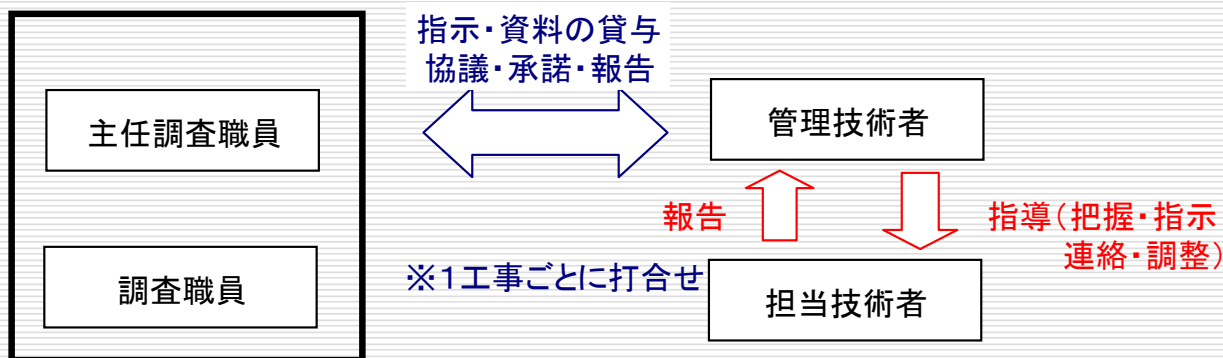 指示・資料の貸与
協議・承諾・報告
主任調査職員
管理技術者
報告
指導(把握・指示
連絡・調整)
※1工事ごとに打合せ
調査職員
担当技術者